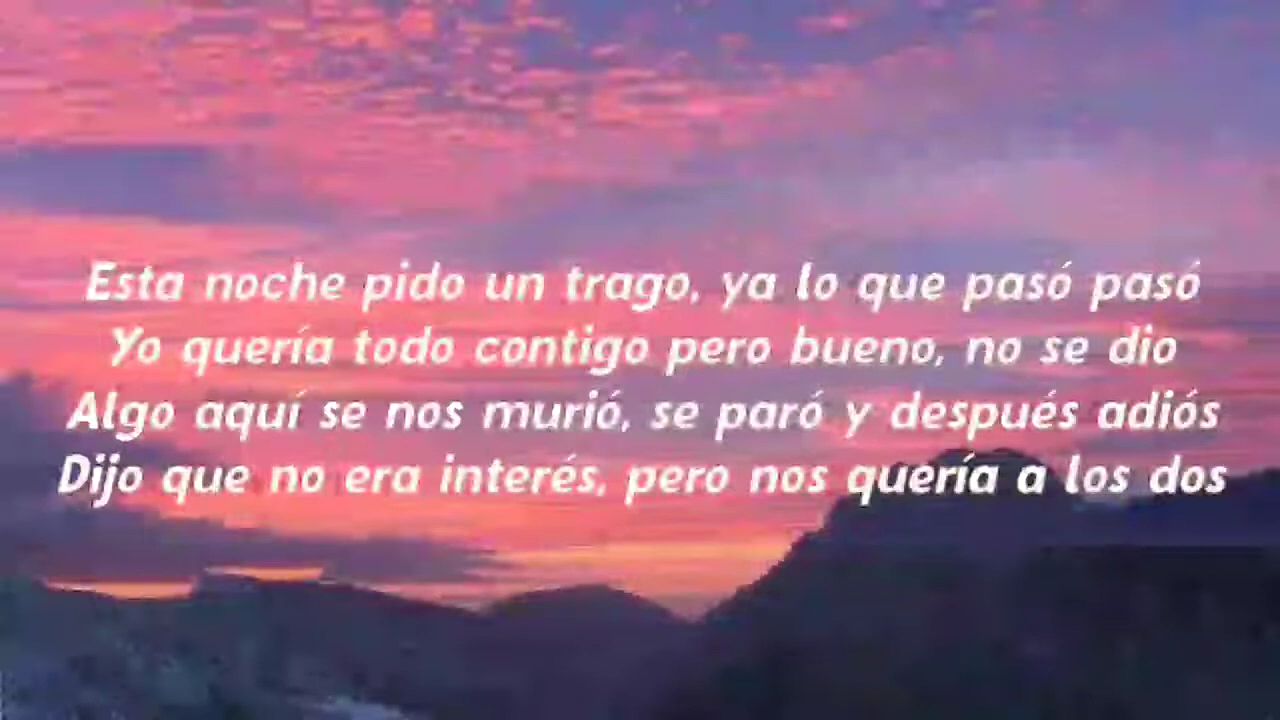 Esta noche pido un trago, ya lo que pasó pasó
Yo quería todo contigo pero bueno, no se dio
Algo aquí se nos murió, se paró y después adiós
Dijo que no era interés, pero nos quería a los dos